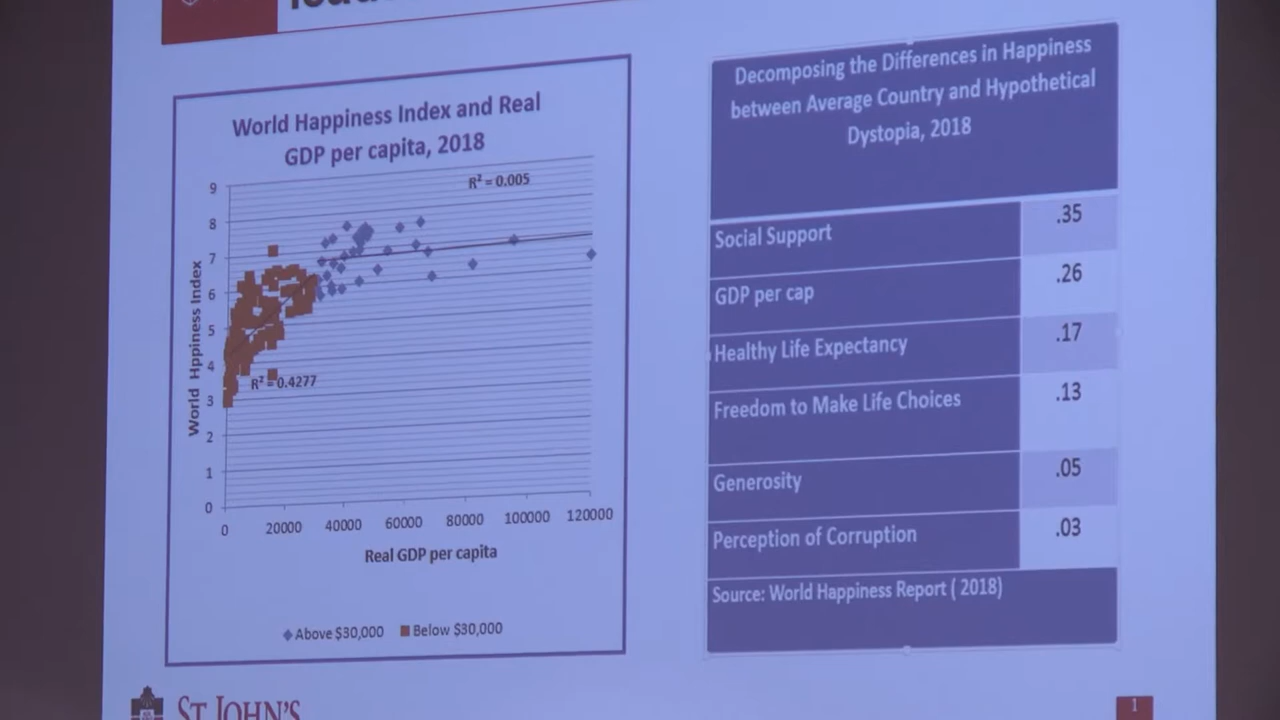 World Happiness Index and Real
GDP per capita, 2018
R² = 0.005
9
8
7
6
5
4
3
2
1
0
World Hppiness Index
R² = 0.4277
0
20000
40000
60000
80000
100000
120000
Real GDP per capita
Above $30,000
Below $30,000
Decomposing the Differences in Happiness
between Average Country and Hypothetical
Dystopia, 2018
Social Support .35
GDP per cap .26
Healthy Life Expectancy .17
Freedom to Make Life Choices .13
Generosity .05
Perception of Corruption .03
Source: World Happiness Report ( 2018)
ST JOHN'S
1